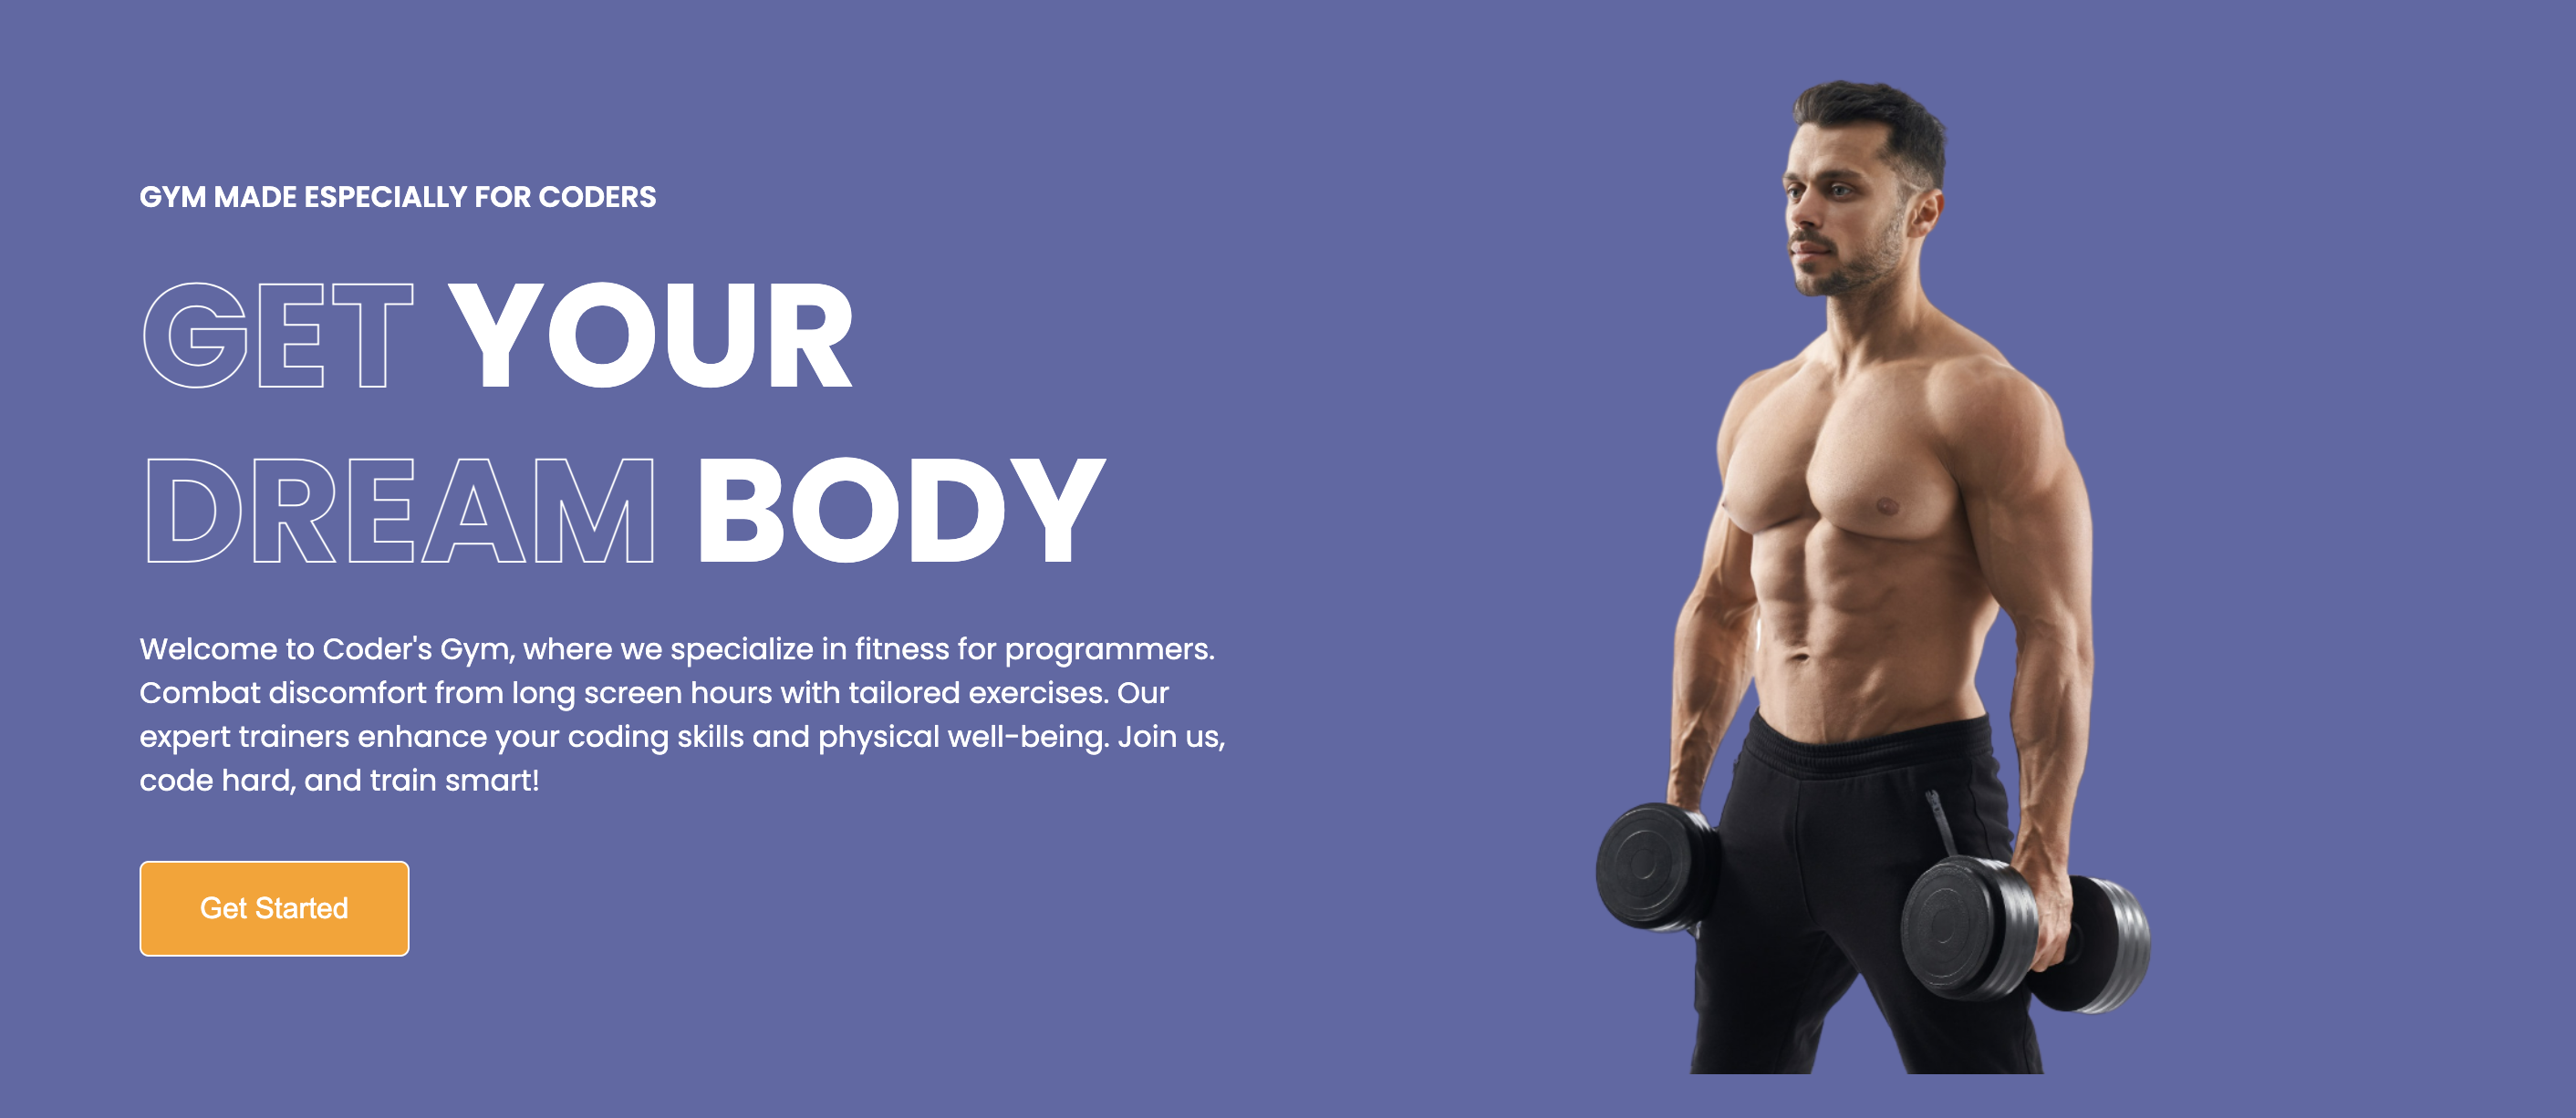 GYM MADE ESPECIALLY FOR CODERS
GET YOUR
DREAM BODY
Welcome to Coder's Gym, where we specialize in fitness for programmers.
Combat discomfort from long screen hours with tailored exercises. Our
expert trainers enhance your coding skills and physical well-being. Join us,
code hard, and train smart!
Get Started